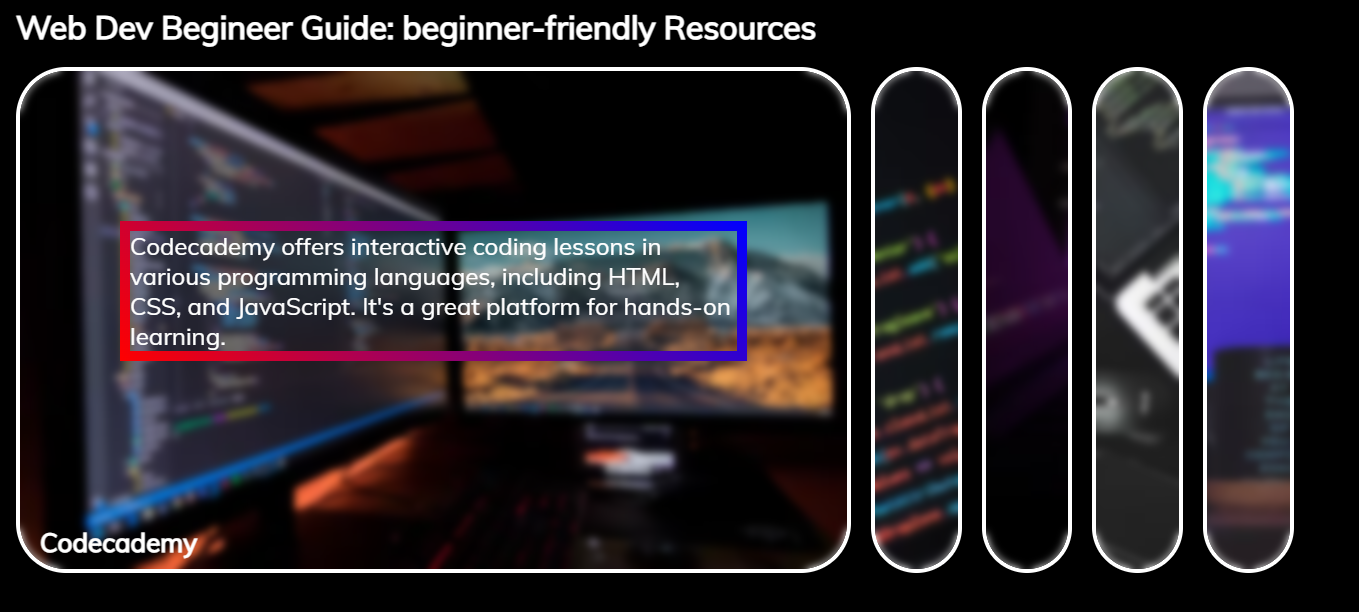 Web Dev Begineer Guide: beginner-friendly Resources
Codecademy offers interactive coding lessons in
various programming languages, including HTML,
CSS, and JavaScript. It's a great platform for hands-on
learning.
Codecademy